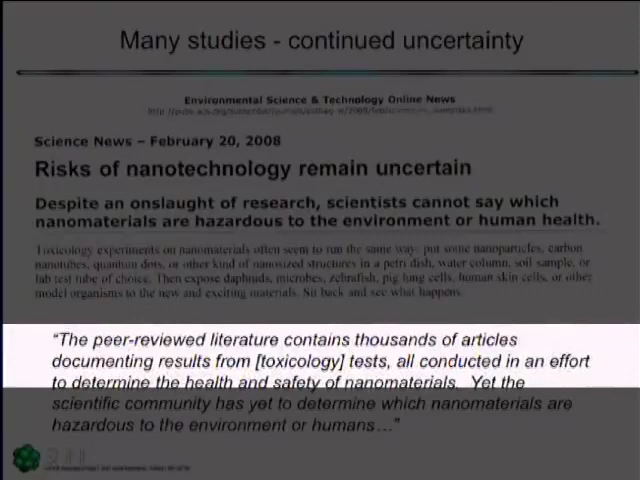 Many studies - continued uncertainty
Environmental Science & Technology Online News
Science News – February 20, 2008
Risks of nanotechnology remain uncertain
Despite an onslaught of research, scientists cannot say which
nanomaterials are hazardous to the environment or human health.
Toxicology experiments on nanomaterials often seem to run the same way: put some nanoparticles, carbon
nanotubes, quantum dots, or other kind of nanosized structures in a petri dish, water column, soil sample, or
lab test tube of choice. Then expose daphnids, microbes, zebrafish, pig lung cells, human skin cells, or other
model organisms to the new and exciting materials. Sit back and see what happens.
“The peer-reviewed literature contains thousands of articles
documenting results from [toxicology] tests, all conducted in an effort
to determine the health and safety of nanomaterials. Yet the
scientific community has yet to determine which nanomaterials are
hazardous to the environment or humans…”